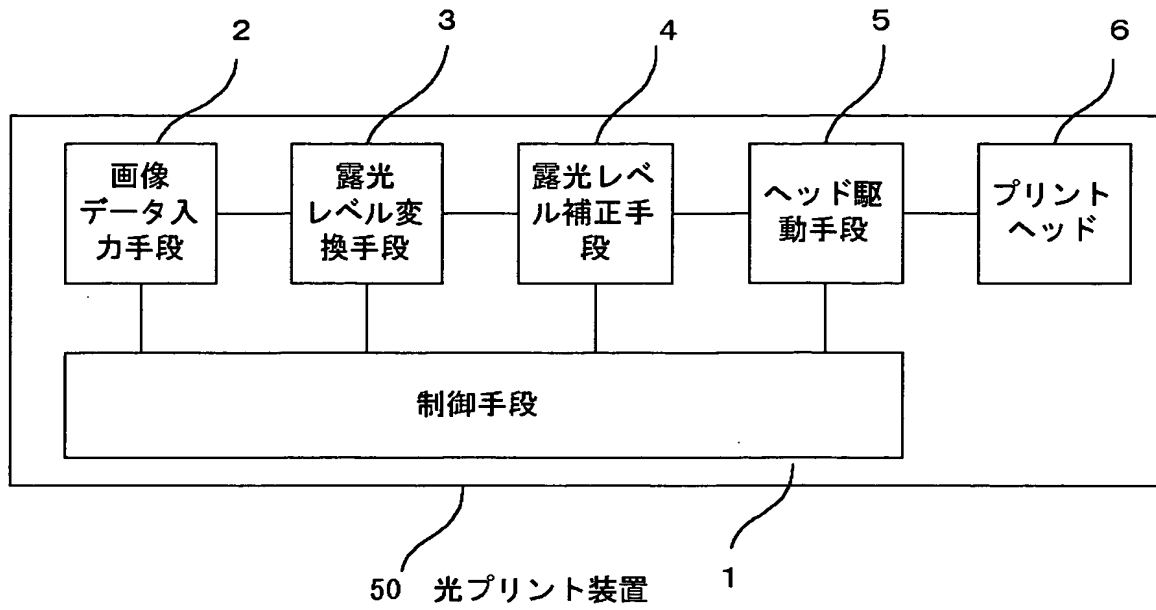 2
3
4
5
6
画像
データ入
力手段
露光
レベル変
換手段
露光レベ
ル補正手
段
ヘッド駆
動手段
プリント
ヘッド
制御手段
50 光プリント装置
1